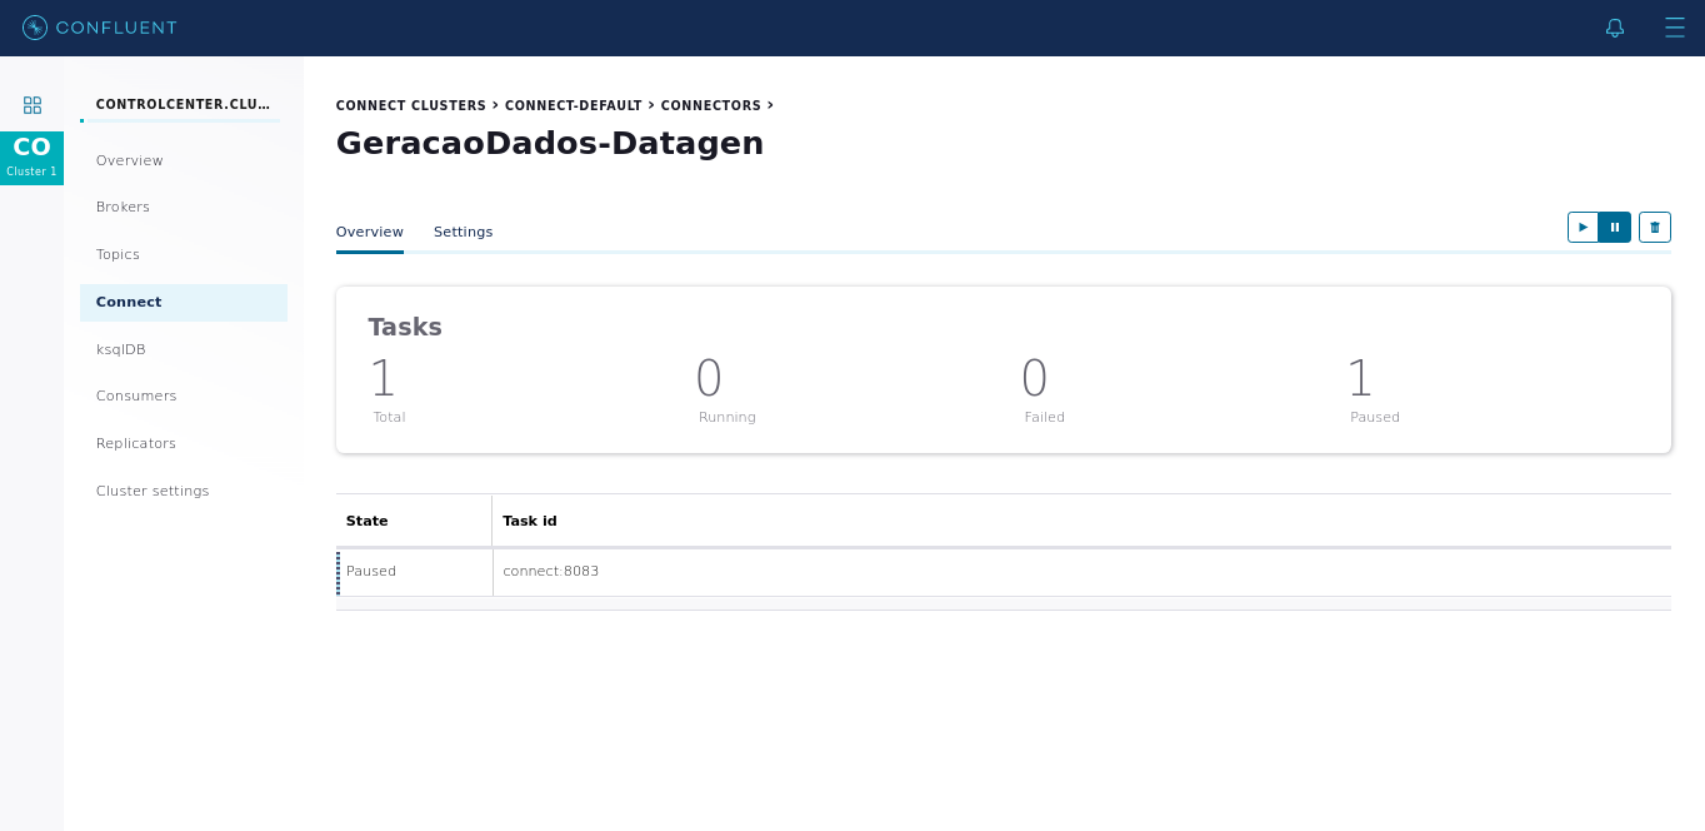 CONFLUENT
CO
Cluster 1
CONTROLCENTER.CLU...
Overview
Brokers
Topics
Connect
ksqlDB
Consumers
Replicators
Cluster settings
CONNECT CLUSTERS > CONNECT-DEFAULT > CONNECTORS >
GeracaoDados-Datagen
Overview Settings
Tasks
1 0 0 1
Total Running Failed Paused
State Task id
Paused connect:8083